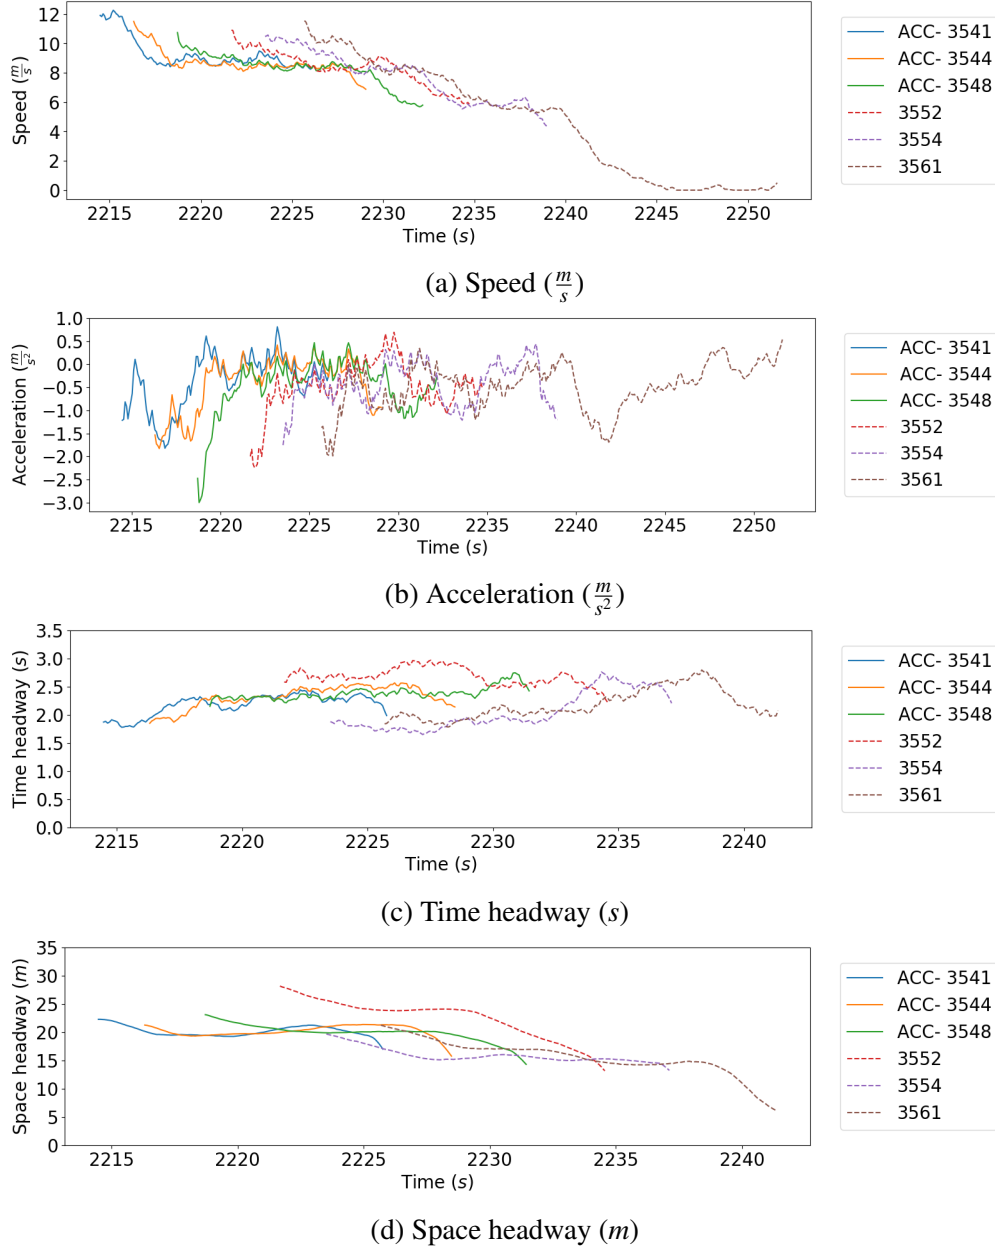 12
10
8
6
4
2
0
Speed (m/s)
2215 2220 2225 2230 2235 2240 2245 2250
Time (s)
ACC- 3541
ACC- 3544
ACC- 3548
3552
3554
3561
(a) Speed (m/s)
1.0
0.5
0.0
−0.5
−1.0
−1.5
−2.0
−2.5
−3.0
Acceleration (m/s²)
2215 2220 2225 2230 2235 2240 2245 2250
Time (s)
ACC- 3541
ACC- 3544
ACC- 3548
3552
3554
3561
(b) Acceleration (m/s²)
3.5
3.0
2.5
2.0
1.5
1.0
0.5
0.0
Time headway (s)
2215 2220 2225 2230 2235 2240
Time (s)
ACC- 3541
ACC- 3544
ACC- 3548
3552
3554
3561
(c) Time headway (s)
35
30
25
20
15
10
5
0
Space headway (m)
2215 2220 2225 2230 2235 2240
Time (s)
ACC- 3541
ACC- 3544
ACC- 3548
3552
3554
3561
(d) Space headway (m)